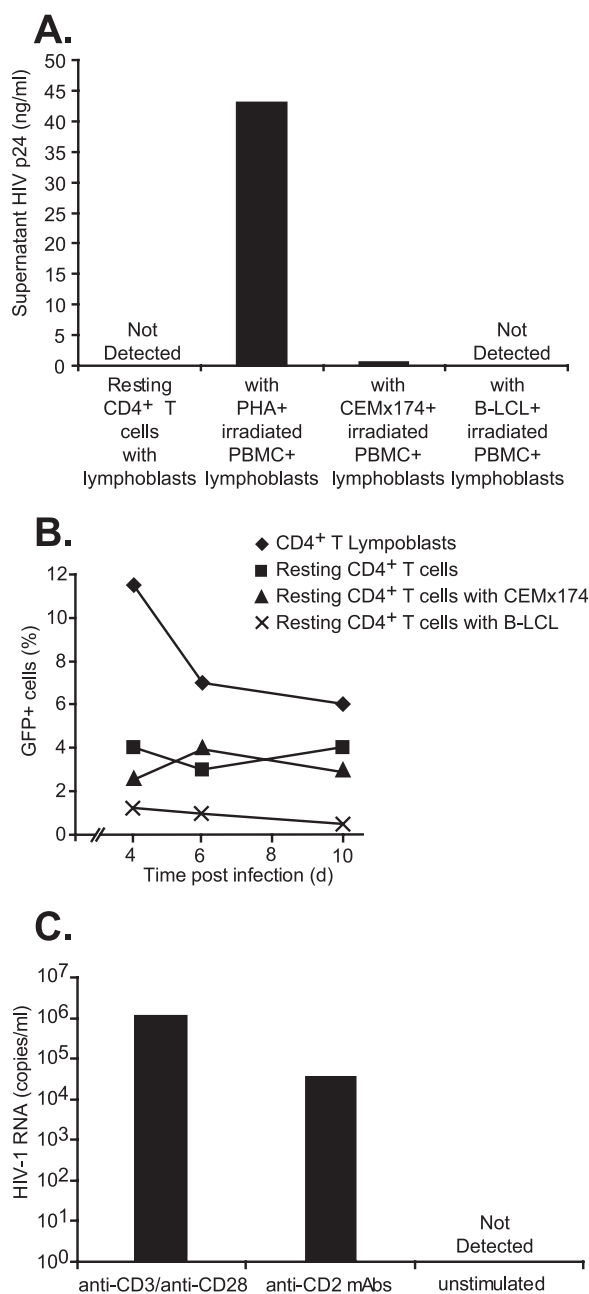 A.
Supernatant HIV p24 (ng/ml)
50
45
40
35
30
25
20
15
10
5
0
Not
Detected
Not
Detected
Resting
CD4+ T
cells
with
lymphoblasts
with
PHA+
irradiated
PBMC+
lymphoblasts
with
CEMx174+
irradiated
PBMC+
lymphoblasts
with
B-LCL+
irradiated
PBMC+
lymphoblasts
B.
CD4+ T Lympoblasts
Resting CD4+ T cells
Resting CD4+ T cells with CEMx174
Resting CD4+ T cells with B-LCL
GFP+ cells (%)
12
10
8
6
4
2
0
4
6
8
10
Time post infection (d)
C.
HIV-1 RNA (copies/ml)
10^7
10^6
10^5
10^4
10^3
10^2
10^1
10^0
Not
Detected
anti-CD3/anti-CD28
anti-CD2 mAbs
unstimulated